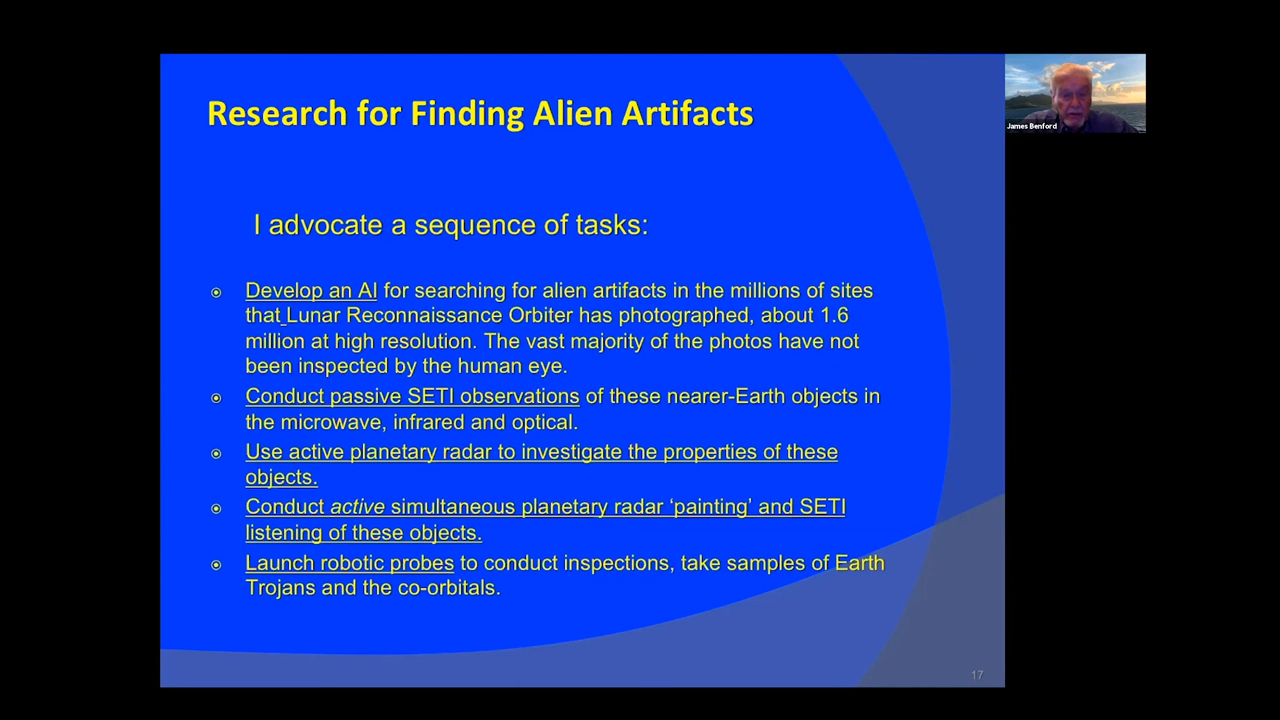 Research for Finding Alien Artifacts
James Benford
I advocate a sequence of tasks:
Develop an AI for searching for alien artifacts in the millions of sites
that Lunar Reconnaissance Orbiter has photographed, about 1.6
million at high resolution. The vast majority of the photos have not
been inspected by the human eye.
Conduct passive SETI observations of these nearer-Earth objects in
the microwave, infrared and optical.
Use active planetary radar to investigate the properties of these
objects.
Conduct active simultaneous planetary radar ‘painting’ and SETI
listening of these objects.
Launch robotic probes to conduct inspections, take samples of Earth
Trojans and the co-orbitals.
17